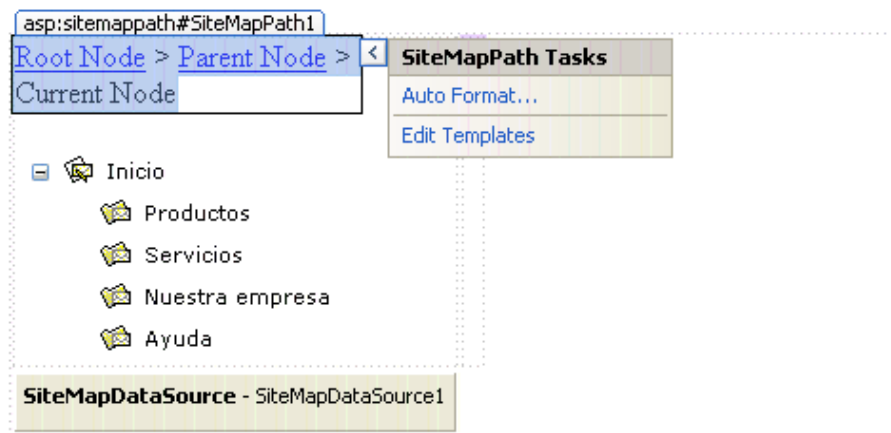 asp:sitemappath#SiteMapPath1
Root Node > Parent Node >
Current Node
SiteMapPath Tasks
Auto Format...
Edit Templates
Inicio
Productos
Servicios
Nuestra empresa
Ayuda
SiteMapDataSource - SiteMapDataSource1